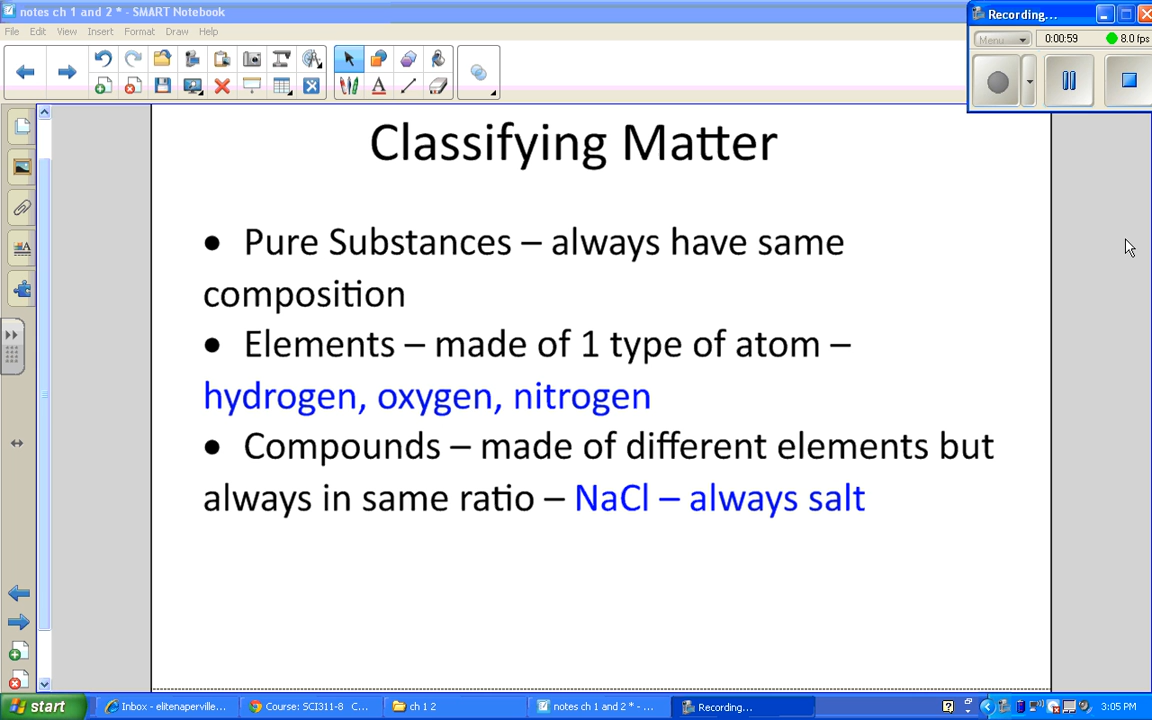 notes ch 1 and 2 * - SMART Notebook
File Edit View Insert Format Draw Help
Recording...
Menu
0:00:59
8.0 fps
Classifying Matter
• Pure Substances – always have same
composition
• Elements – made of 1 type of atom –
hydrogen, oxygen, nitrogen
• Compounds – made of different elements but
always in same ratio – NaCl – always salt
start
Inbox - elitenaperville...
Course: SCI311-8 C...
ch 1 2
notes ch 1 and 2 * - ...
Recording...
3:05 PM